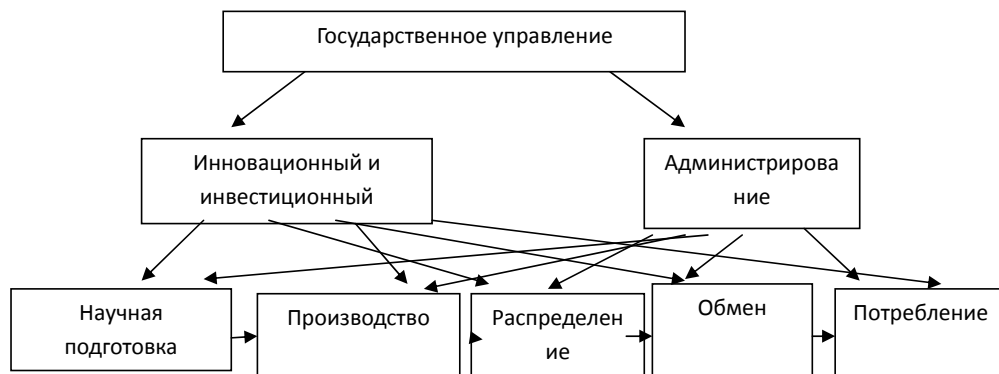 Государственное управление
Инновационный и
инвестиционный
Администрирова
ние
Научная
подготовка
Производство
Распределен
ие
Обмен
Потребление